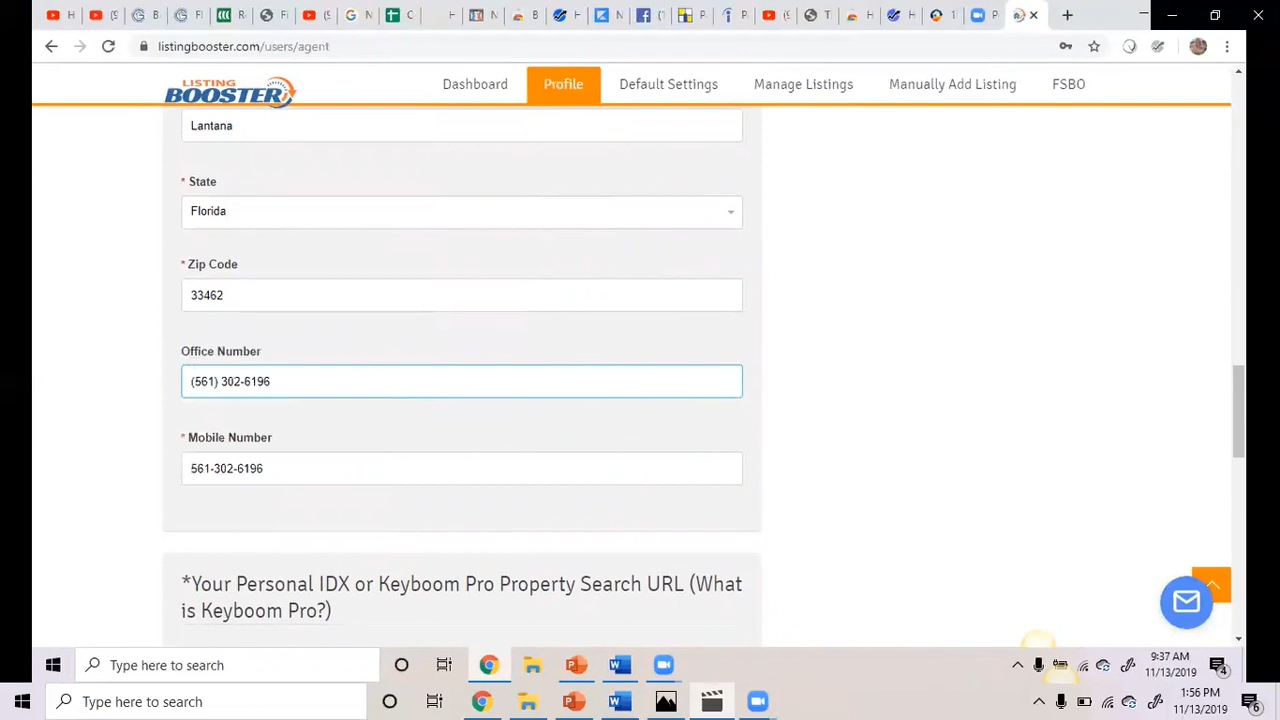 listingbooster.com/users/agent
LISTING
BOOSTER
Dashboard
Profile
Default Settings
Manage Listings
Manually Add Listing
FSBO
Lantana
* State
Florida
* Zip Code
33462
Office Number
(561) 302-6196
* Mobile Number
561-302-6196
*Your Personal IDX or Keyboom Pro Property Search URL (What
is Keyboom Pro?)
Type here to search
9:37 AM
11/13/2019
4
Type here to search
1:56 PM
11/13/2019
6